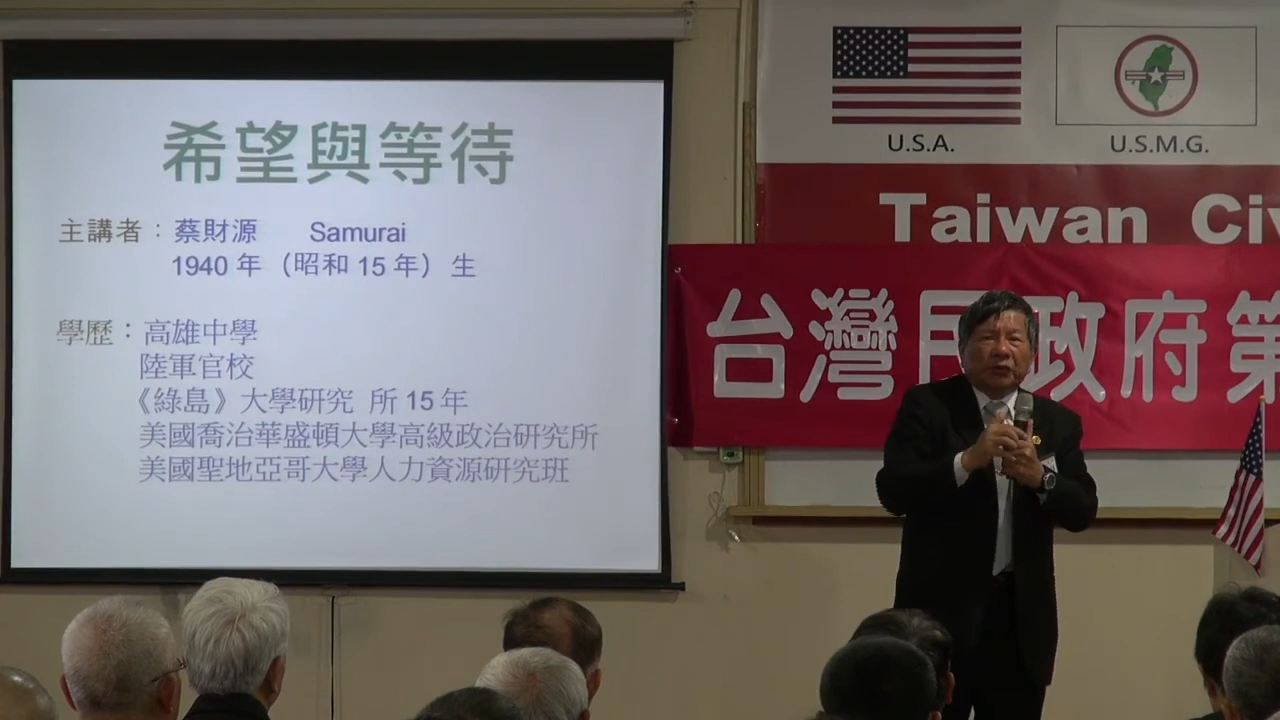 希望與等待
主講者：蔡財源 Samurai
1940 年（昭和 15 年）生
學歷：高雄中學
陸軍官校
《綠島》大學研究 所 15 年
美國喬治華盛頓大學高級政治研究所
美國聖地亞哥大學人力資源研究班
U.S.A.
U.S.M.G.
Taiwan Civ
台灣民政府第